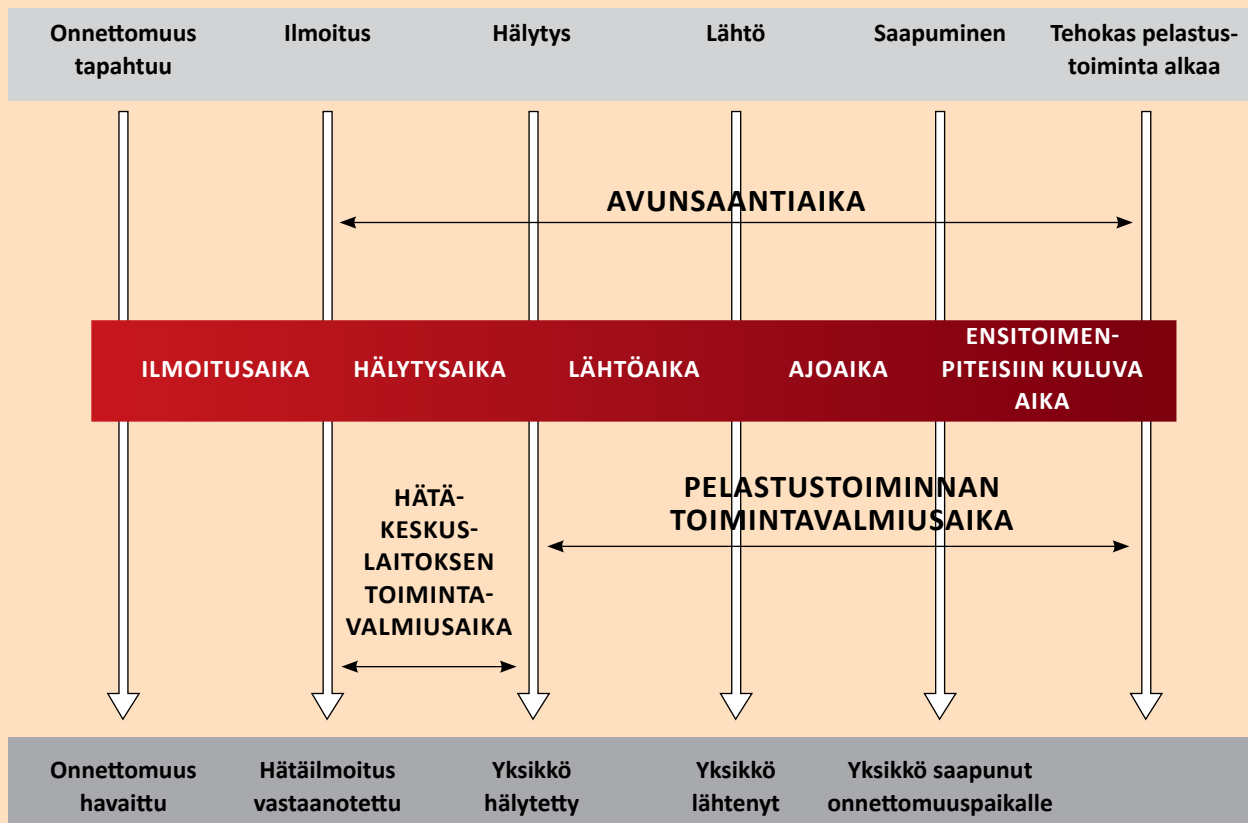 Onnettomuus
tapahtuu
Ilmoitus
Hälytys
Lähtö
Saapuminen
Tehokas pelastus-
toiminta alkaa
AVUNSAANTIAIKA
ILMOITUSAIKA
HÄLYTYSAIKA
LÄHTÖAIKA
AJOAIKA
ENSITOIMEN-
PITEISIIN KULUVA
AIKA
HÄTÄ-
KESKUS-
LAITOKSEN
TOIMINTA-
VALMIUSAIKA
PELASTUSTOIMINNAN
TOIMINTAVALMIUSAIKA
Onnettomuus
havaittu
Hätäilmoitus
vastaanotettu
Yksikkö
hälytetty
Yksikkö
lähtenyt
Yksikkö saapunut
onnettomuuspaikalle